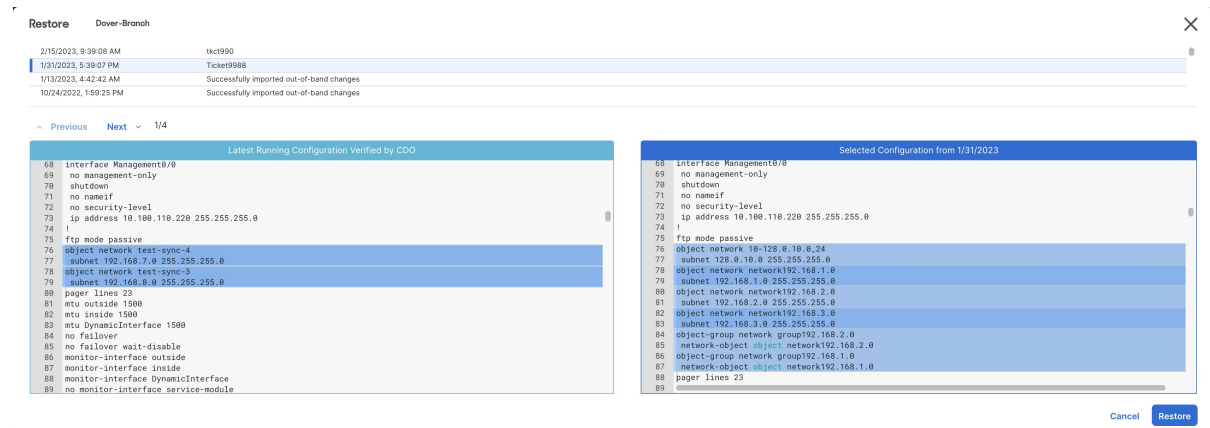 Restore Dover-Branch
2/15/2023, 9:39:08 AM tkct990
1/31/2023, 5:39:07 PM Ticket9988
1/13/2023, 4:42:42 AM Successfully imported out-of-band changes
10/24/2022, 1:59:25 PM Successfully imported out-of-band changes
Previous Next 1/4
Latest Running Configuration Verified by CDO
68 interface Management0/0
69 no management-only
70 shutdown
71 no nameif
72 no security-level
73 ip address 10.100.110.220 255.255.255.0
74 !
75 ftp mode passive
76 object network test-sync-4
77 subnet 192.168.7.0 255.255.255.0
78 object network test-sync-3
79 subnet 192.168.8.0 255.255.255.0
80 pager lines 23
81 mtu outside 1500
82 mtu inside 1500
83 mtu DynamicInterface 1500
84 no failover
85 no failover wait-disable
86 monitor-interface outside
87 monitor-interface inside
88 monitor-interface DynamicInterface
89 no monitor-interface service-module
Selected Configuration from 1/31/2023
68 interface Management0/0
69 no management-only
70 shutdown
71 no nameif
72 no security-level
73 ip address 10.100.110.220 255.255.255.0
74 !
75 ftp mode passive
76 object network 10-128.0.10.0_24
77 subnet 128.0.10.0 255.255.255.0
78 object network network192.168.1.0
79 subnet 192.168.1.0 255.255.255.0
80 object network network192.168.2.0
81 subnet 192.168.2.0 255.255.255.0
82 object network network192.168.3.0
83 subnet 192.168.3.0 255.255.255.0
84 object-group network group192.168.2.0
85 network-object object network192.168.2.0
86 object-group network group192.168.1.0
87 network-object object network192.168.1.0
88 pager lines 23
89
Cancel Restore